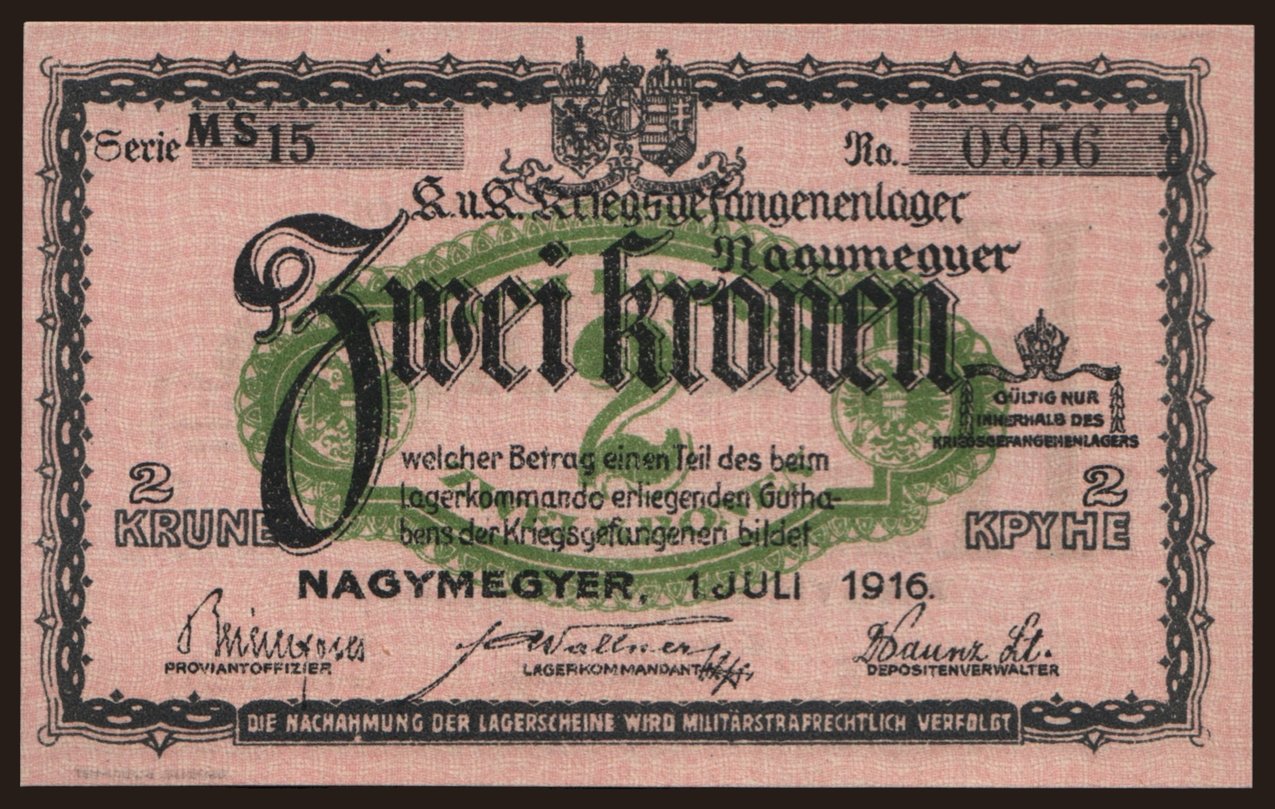 Serie MS 15
No. 0956
K.u.K. Kriegsgefangenenlager
Nagymegyer
Zwei Kronen
2
GÜLTIG NUR
INNERHALB DES
KRIEGSGEFANGENENLAGERS
welcher Betrag einen Teil des beim
Lagerkommando erliegenden Gutha-
bens der Kriegsgefangenen bildet
2
KRUNE
2
КРУНЕ
NAGYMEGYER, 1 JULI 1916.
Wallner
PROVIANTOFFIZIER
LAGERKOMMANDANT
DEPOSITENVERWALTER
DIE NACHAHMUNG DER LAGERSCHEINE WIRD MILITÄRSTRAFRECHTLICH VERFOLGT